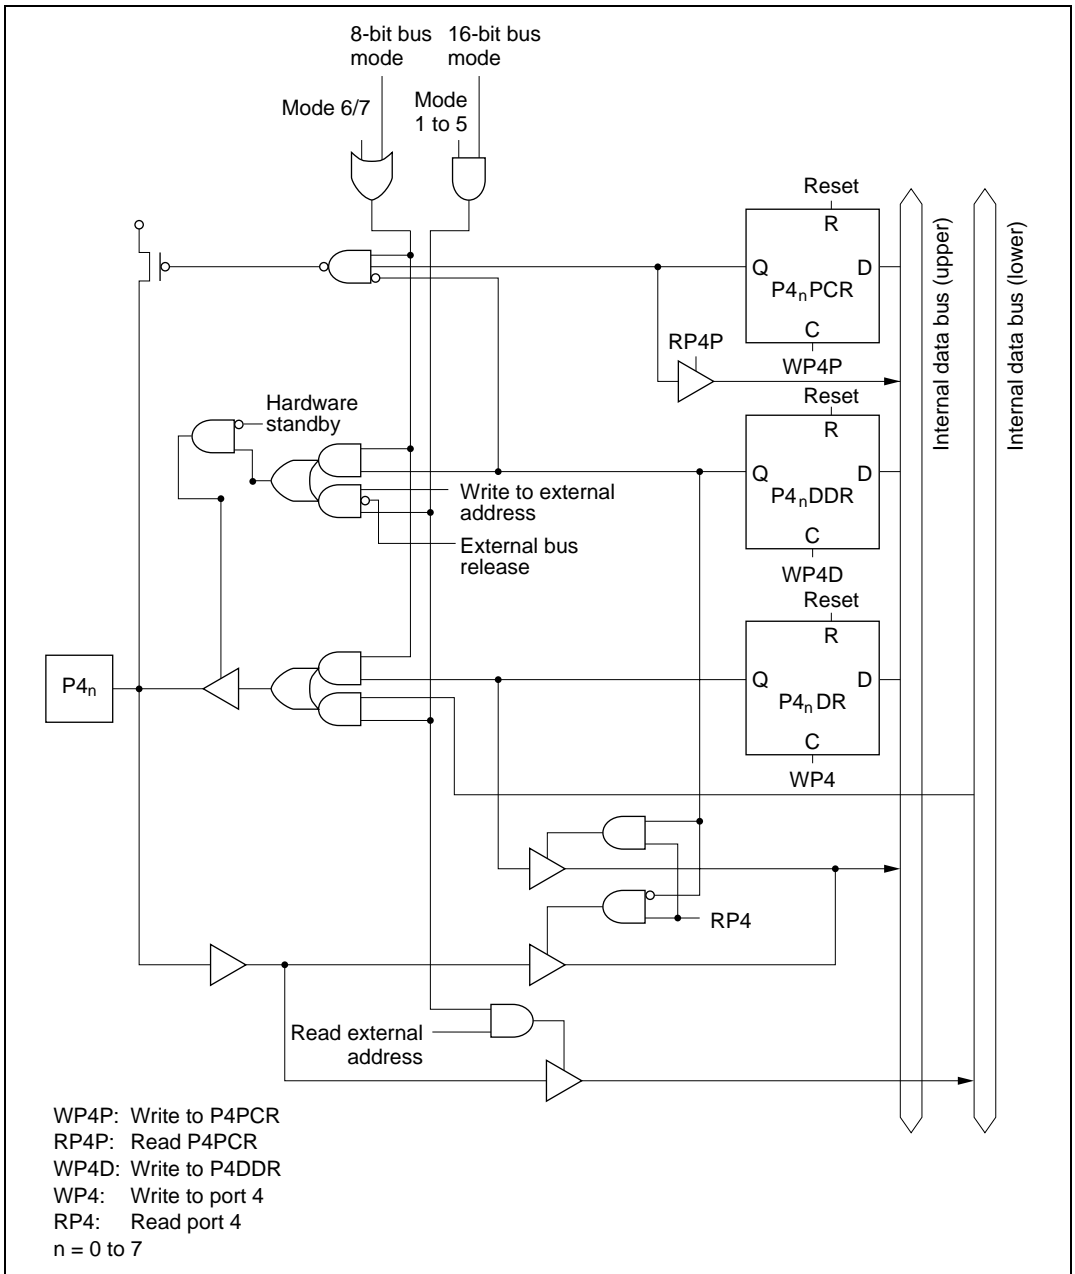 8-bit bus
mode
16-bit bus
mode
Mode 6/7
Mode
1 to 5
Reset
R
Q
D
P4nPCR
C
WP4P
RP4P
Internal data bus (upper)
Internal data bus (lower)
Hardware
standby
Reset
R
Q
D
P4nDDR
C
WP4D
Write to external
address
External bus
release
Reset
R
Q
D
P4nDR
C
WP4
P4n
RP4
Read external
address
WP4P: Write to P4PCR
RP4P: Read P4PCR
WP4D: Write to P4DDR
WP4: Write to port 4
RP4: Read port 4
n = 0 to 7